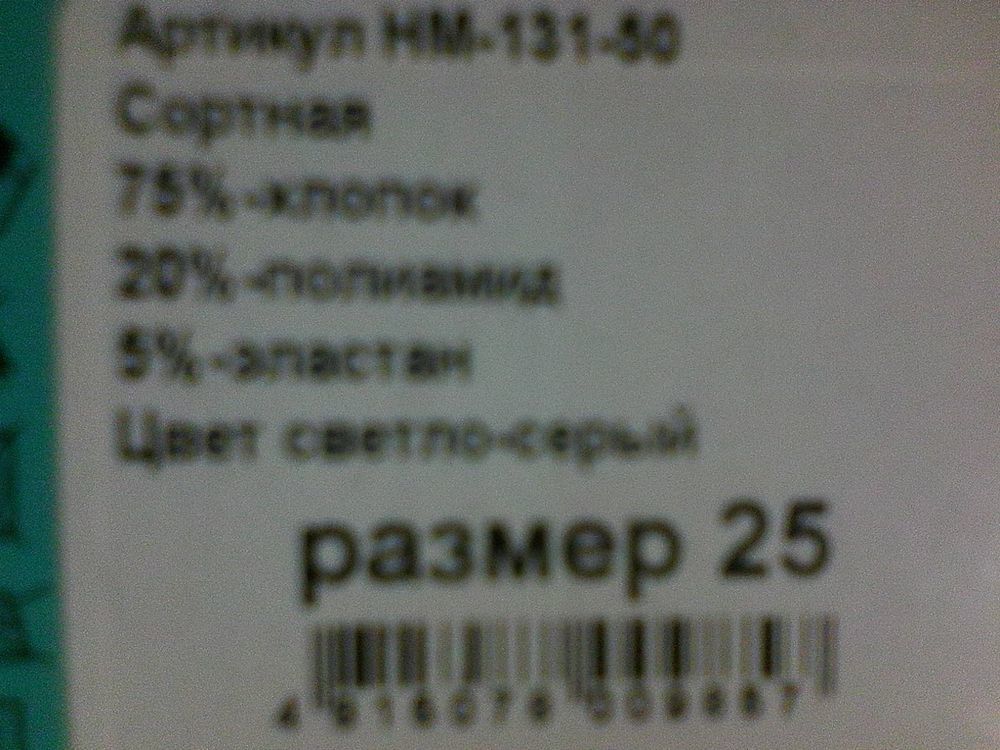 Артикул НМ-131-50
Сортная
75%-хлопок
20%-полиамид
5%-эластан
Цвет светло-серый
размер 25